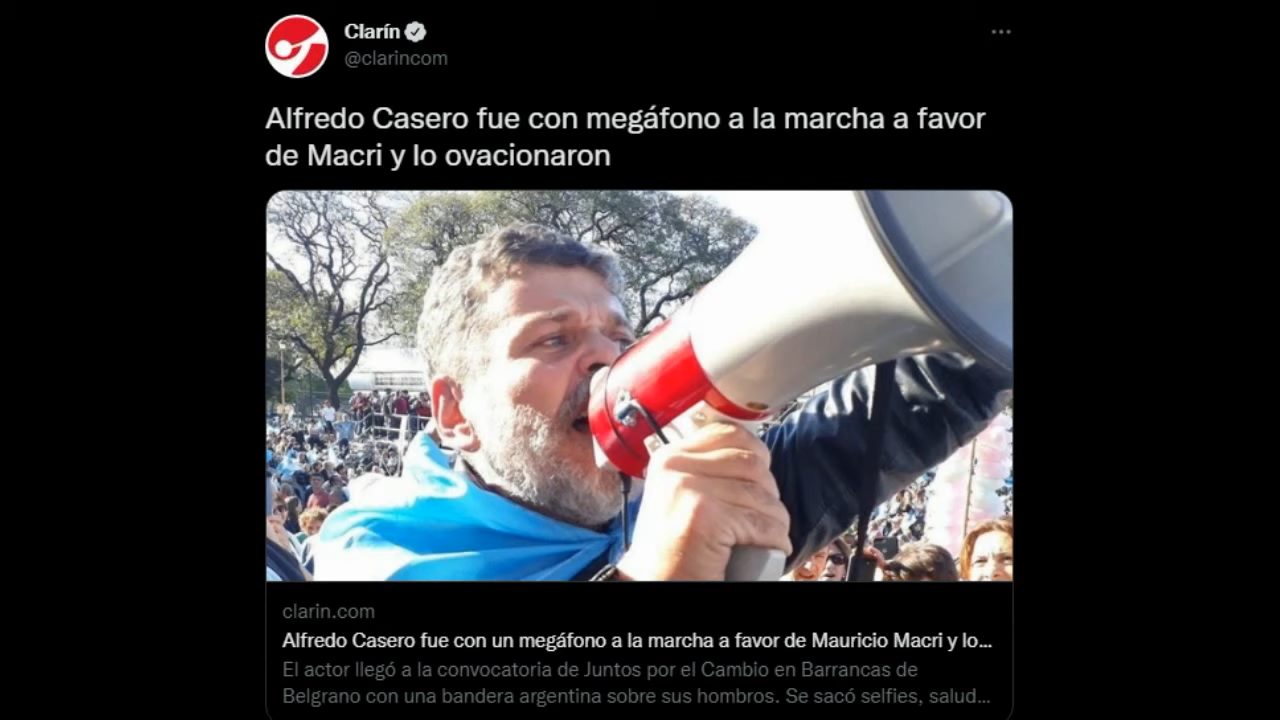 Clarín
@clarincom
Alfredo Casero fue con megáfono a la marcha a favor
de Macri y lo ovacionaron
clarin.com
Alfredo Casero fue con un megáfono a la marcha a favor de Mauricio Macri y lo...
El actor llegó a la convocatoria de Juntos por el Cambio en Barrancas de
Belgrano con una bandera argentina sobre sus hombros. Se sacó selfies, salud...